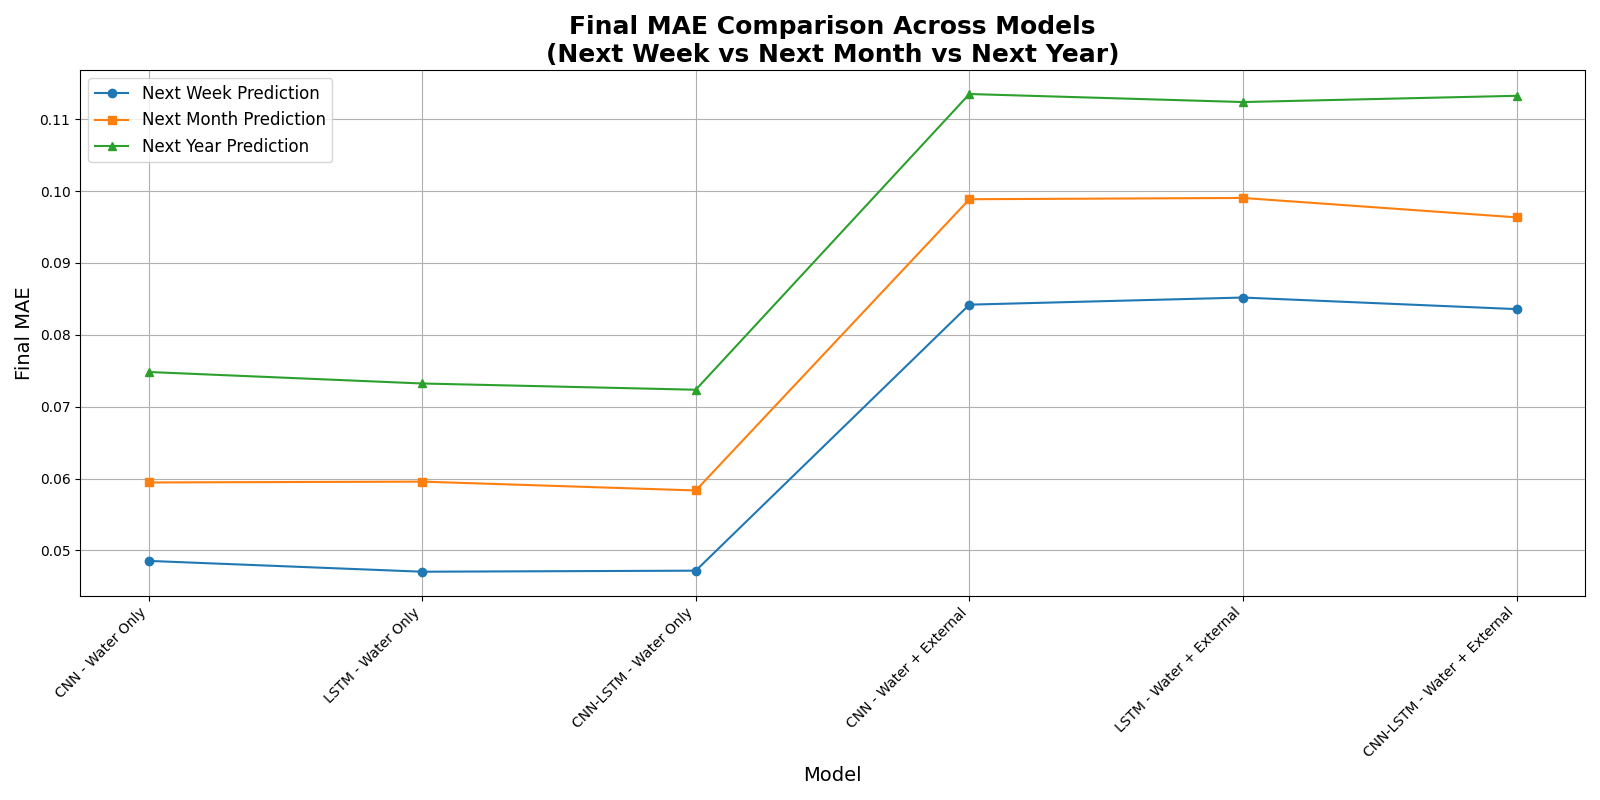 Final MAE Comparison Across Models
(Next Week vs Next Month vs Next Year)
Next Week Prediction
Next Month Prediction
Next Year Prediction
Final MAE
0.11
0.10
0.09
0.08
0.07
0.06
0.05
CNN - Water Only
LSTM - Water Only
CNN-LSTM - Water Only
CNN - Water + External
LSTM - Water + External
CNN-LSTM - Water + External
Model